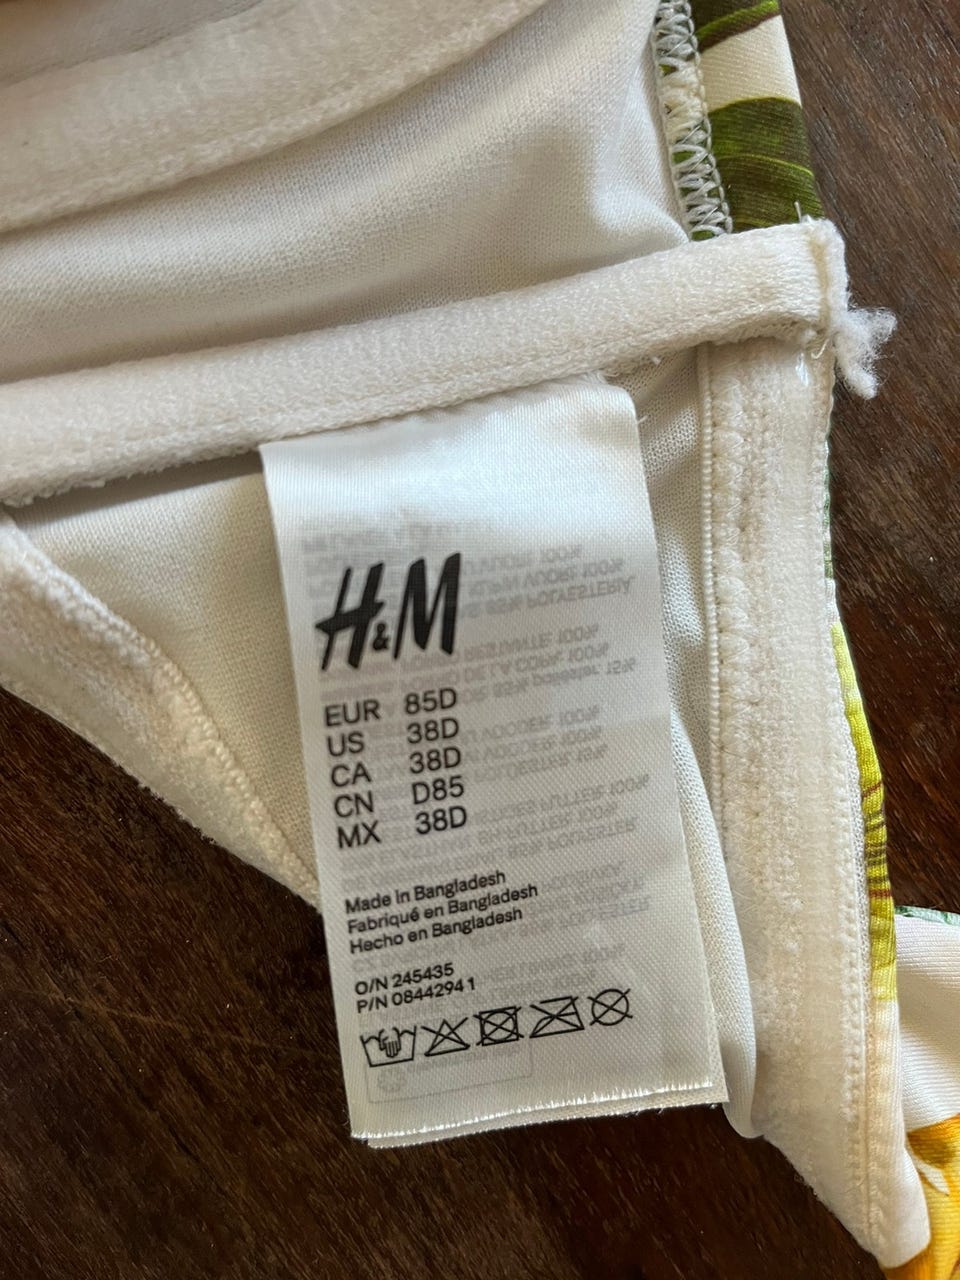 H&M
EUR 85D
US 38D
CA 38D
CN D85
MX 38D
Made in Bangladesh
Fabriqué en Bangladesh
Hecho en Bangladesh
O/N 245435
P/N 08442941